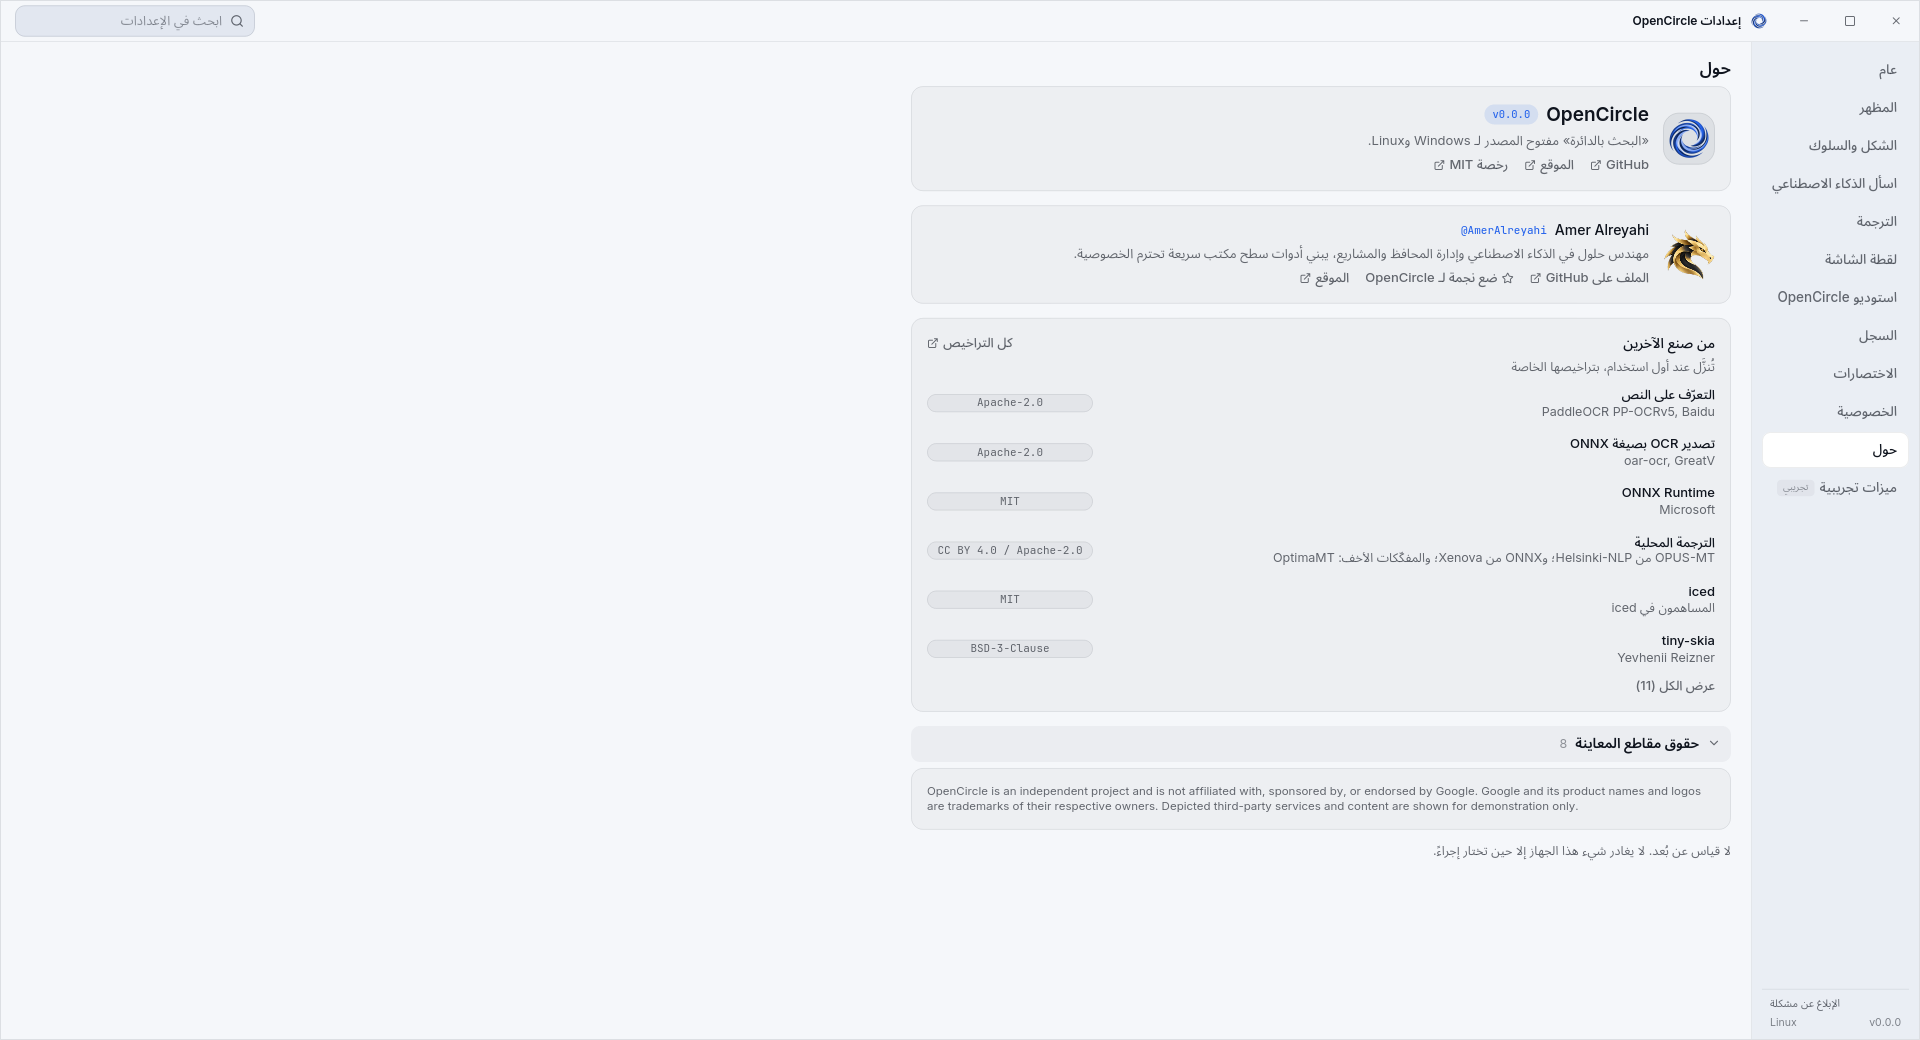 إعدادات OpenCircle
ابحث في الإعدادات
عام
المظهر
الشكل والسلوك
اسأل الذكاء الاصطناعي
الترجمة
لقطة الشاشة
استوديو OpenCircle
السجل
الاختصارات
الخصوصية
حول
ميزات تجريبية تجريبي
الإبلاغ عن مشكلة
v0.0.0 Linux
حول
OpenCircle v0.0.0
«البحث بالدائرة» مفتوح المصدر لـ Windows وLinux.
GitHub الموقع رخصة MIT
Amer Alreyahi @AmerAlreyahi
مهندس حلول في الذكاء الاصطناعي وإدارة المحافظ والمشاريع، يبني أدوات سطح مكتب سريعة تحترم الخصوصية.
الملف على GitHub ضع نجمة لـ OpenCircle الموقع
من صنع الآخرين كل التراخيص
تُنزَّل عند أول استخدام، بتراخيصها الخاصة
التعرّف على النص
PaddleOCR PP-OCRv5, Baidu
Apache-2.0
تصدير OCR بصيغة ONNX
oar-ocr, GreatV
Apache-2.0
ONNX Runtime
Microsoft
MIT
الترجمة المحلية
OPUS-MT من Helsinki-NLP؛ وONNX من Xenova؛ والمفكّكات الأخف: OptimaMT
CC BY 4.0 / Apache-2.0
iced
المساهمون في iced
MIT
tiny-skia
Yevhenii Reizner
BSD-3-Clause
عرض الكل (11)
حقوق مقاطع المعاينة 8
OpenCircle is an independent project and is not affiliated with, sponsored by, or endorsed by Google. Google and its product names and logos
are trademarks of their respective owners. Depicted third-party services and content are shown for demonstration only.
لا قياس عن بُعد. لا يغادر شيء هذا الجهاز إلا حين تختار إجراءً.